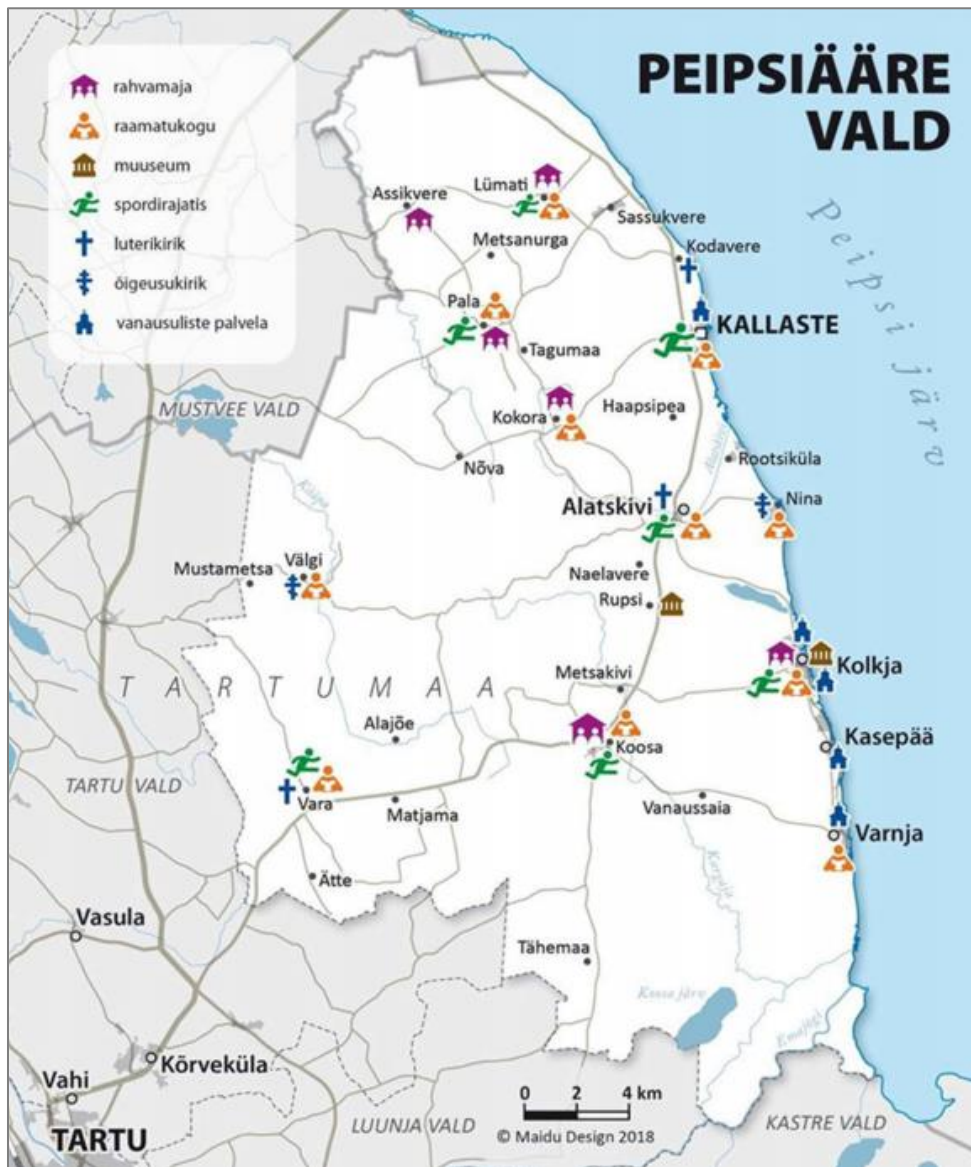 PEIPSIÄÄRE
VALD
rahvamaja
raamatukogu
muuseum
spordirajatis
luterikirik
õigeusukirik
vanausuliste palvela
Peipsi järv
Assikvere
Lümati
Sassukvere
Metsanurga
Kodavere
Pala
KALLASTE
Tagumaa
MUSTVEE VALD
Kokora
Haapsipea
Nõva
Rootsiküla
Alatskivi
Nina
Mustametsa
Välgi
Naelavere
Rupsi
Kolkja
TARTUMAA
Metsakivi
Alajõe
Koosa
Kasepää
TARTU VALD
Vara
Matjama
Vanaussaia
Varnja
Ätte
Vasula
Tähemaa
Koosa järv
Emajõgi
Kõrveküla
Vahi
TARTU
LUUNJA VALD
0 2 4 km
© Maidu Design 2018
KASTRE VALD